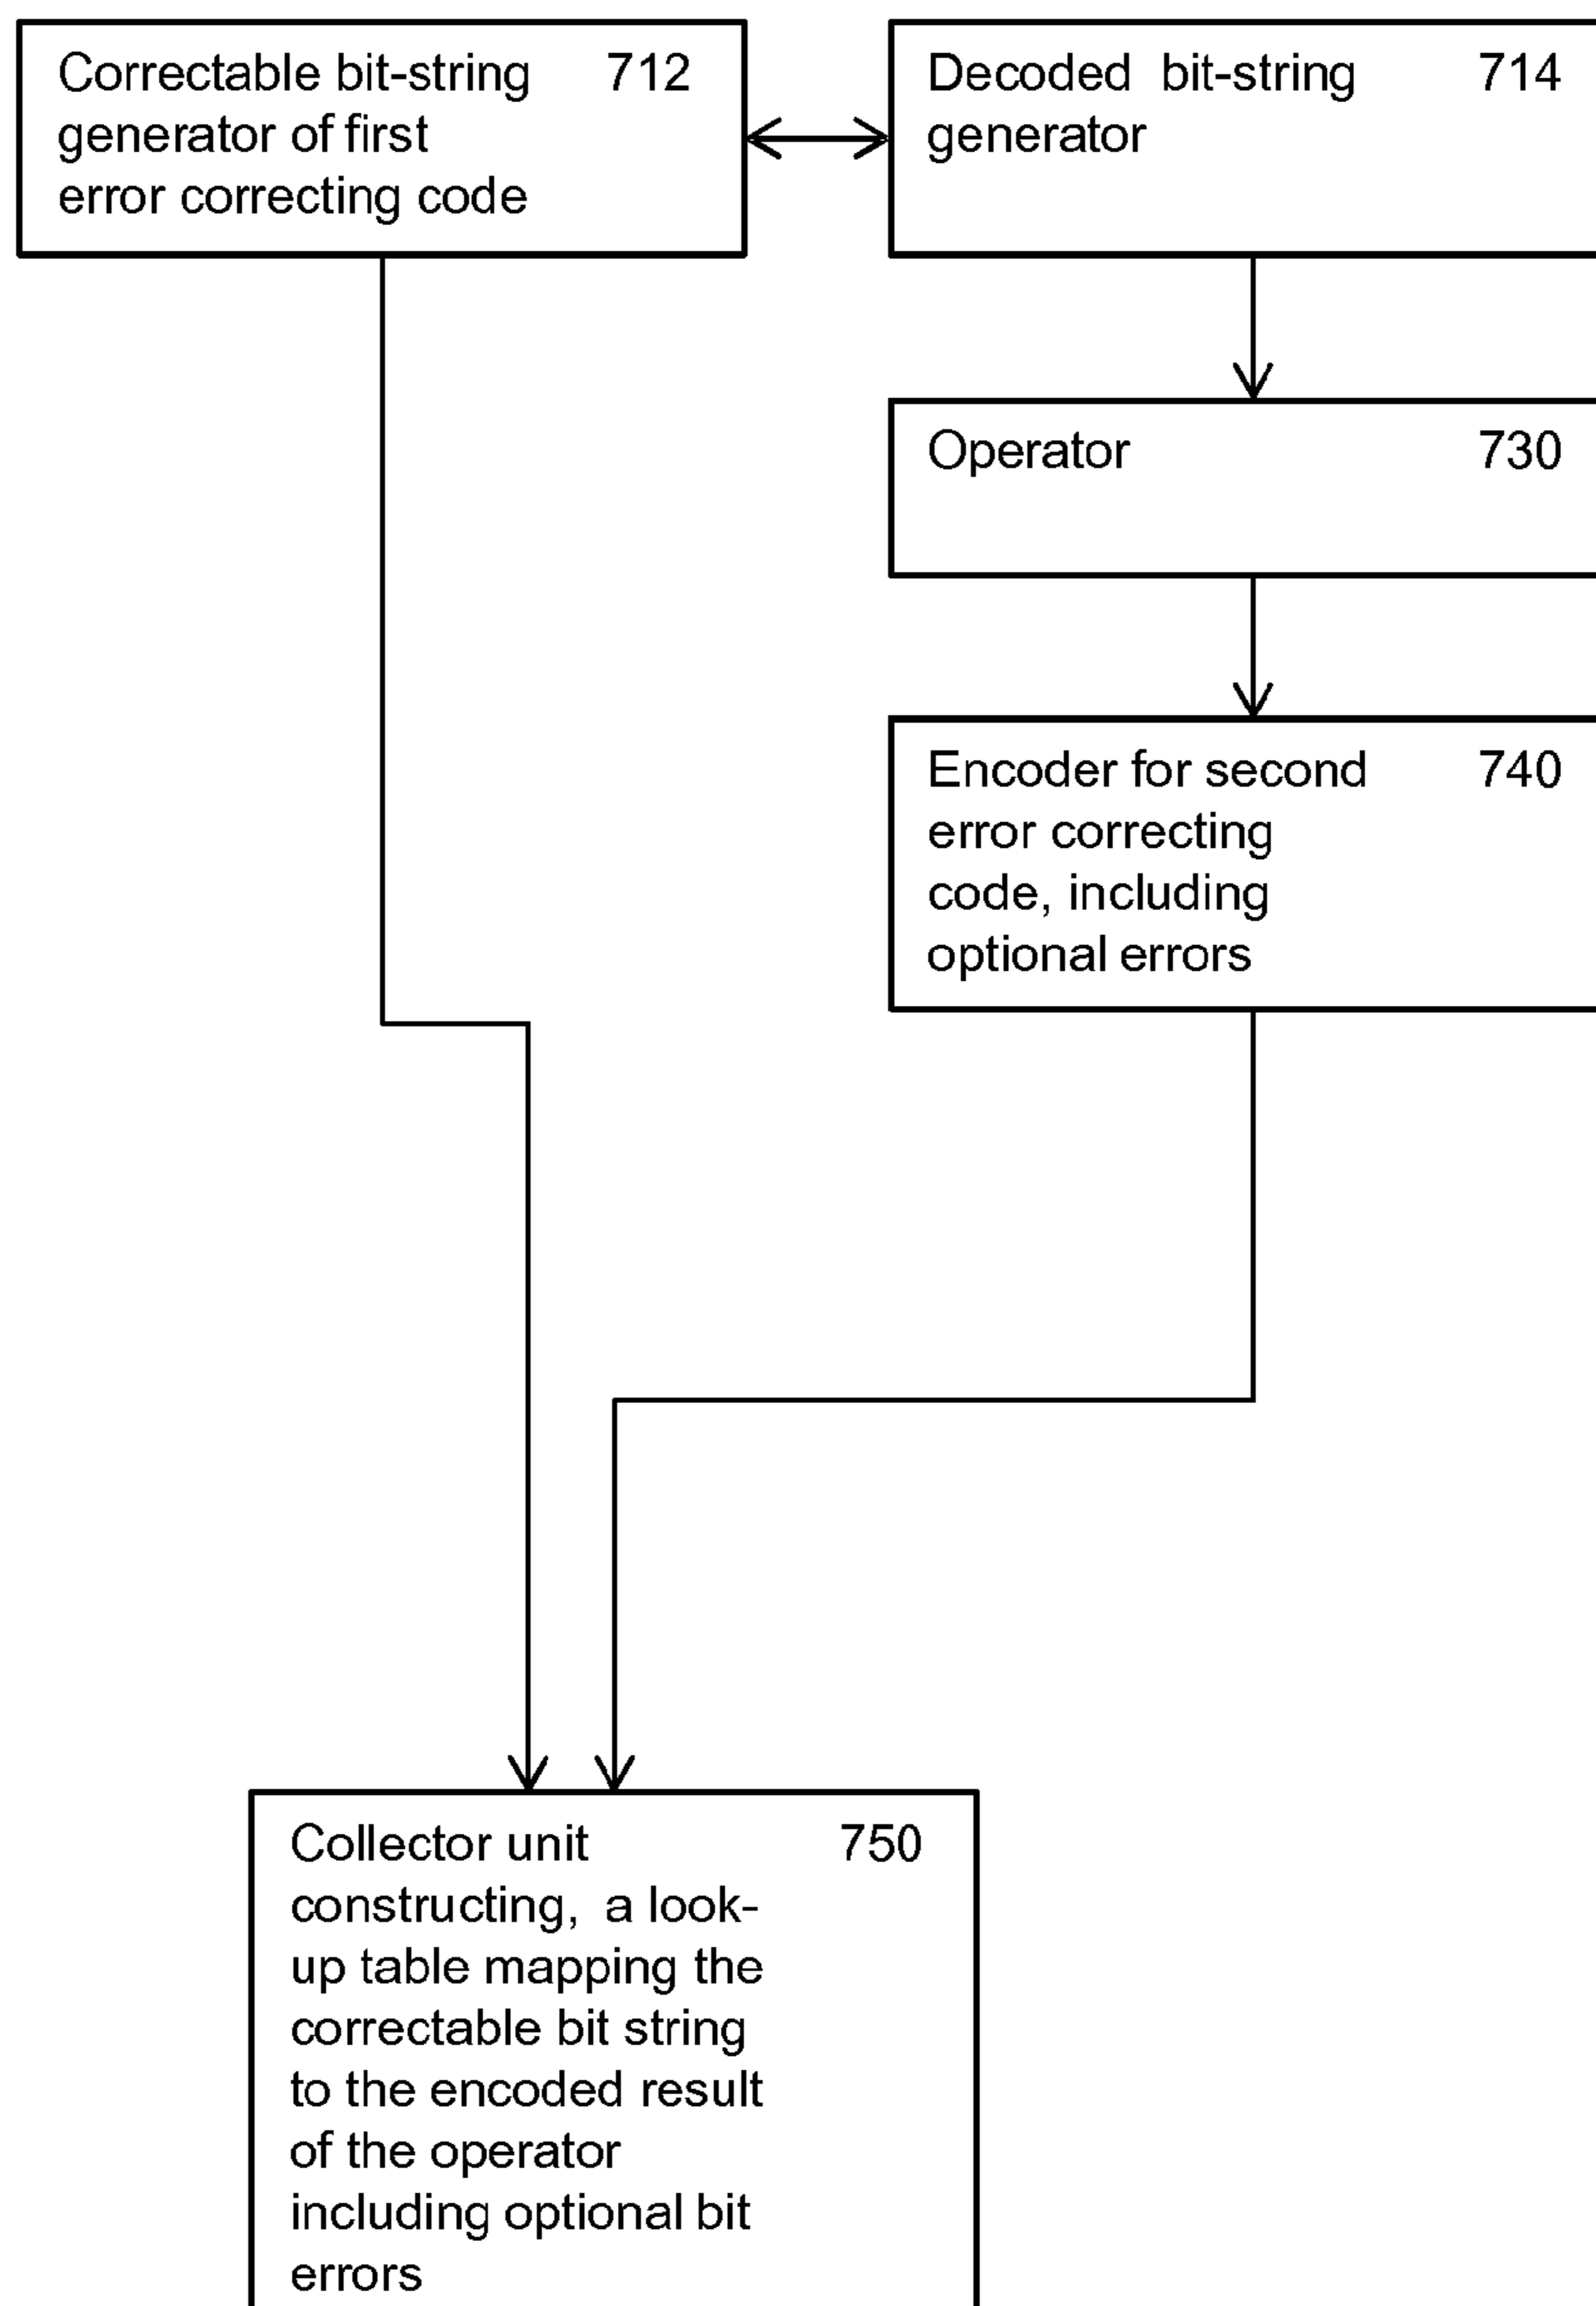 Correctable bit-string 712
generator of first
error correcting code
Decoded bit-string 714
generator
Operator 730
Encoder for second 740
error correcting
code, including
optional errors
Collector unit 750
constructing, a look-
up table mapping the
correctable bit string
to the encoded result
of the operator
including optional bit
errors